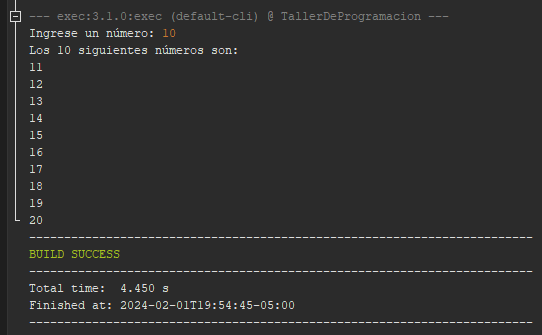 --- exec:3.1.0:exec (default-cli) @ TallerDeProgramacion ---
Ingrese un número: 10
Los 10 siguientes números son:
11
12
13
14
15
16
17
18
19
20
------------------------------------------------------------------------
BUILD SUCCESS
------------------------------------------------------------------------
Total time:  4.450 s
Finished at: 2024-02-01T19:54:45-05:00
------------------------------------------------------------------------